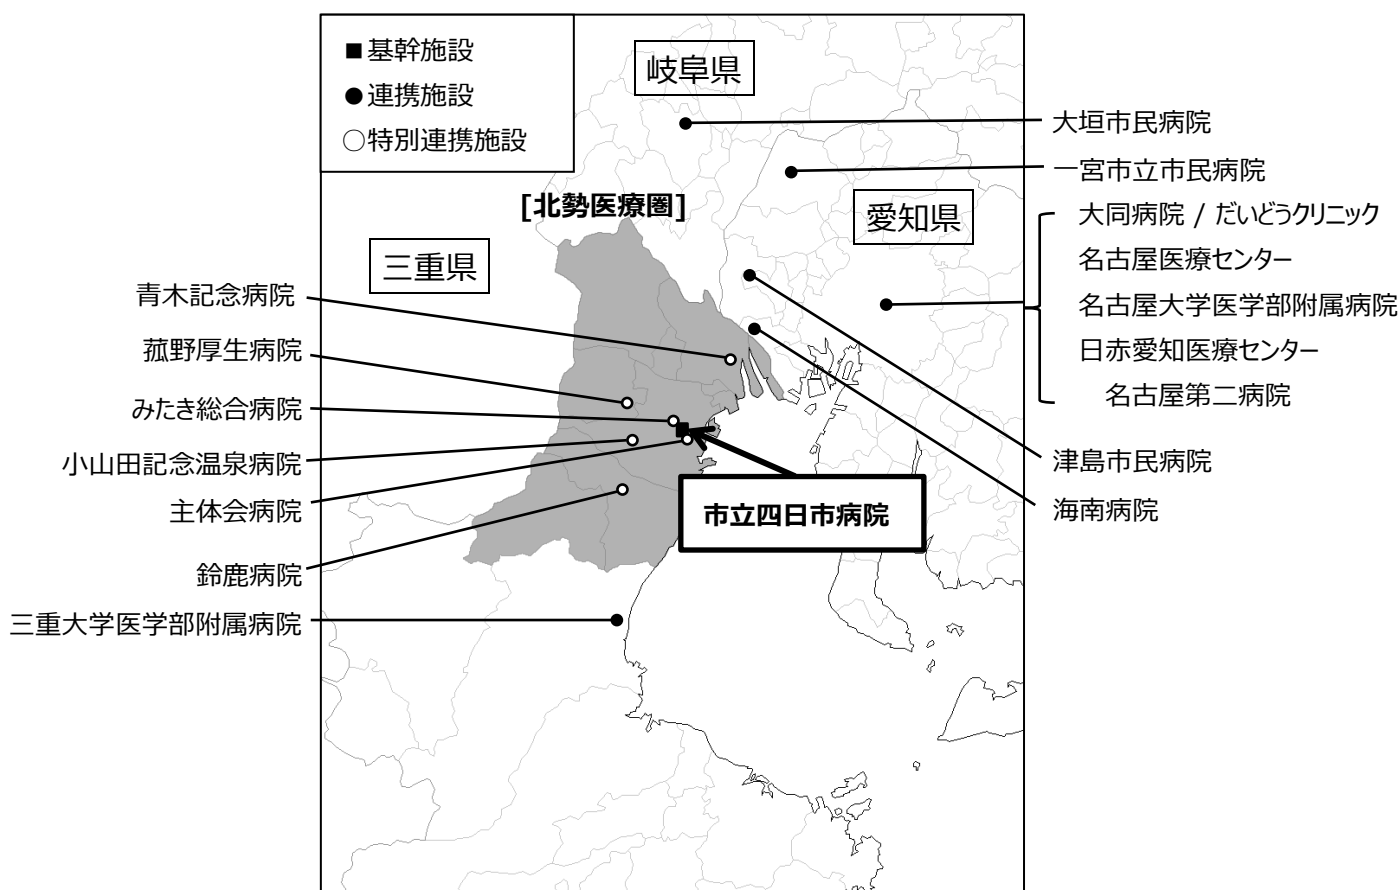 ■基幹施設
●連携施設
○特別連携施設
岐阜県
[北勢医療圏]
三重県
愛知県
青木記念病院
菰野厚生病院
みたき総合病院
小山田記念温泉病院
主体会病院
鈴鹿病院
三重大学医学部附属病院
市立四日市病院
大垣市民病院
一宮市立市民病院
大同病院 / だいどうクリニック
名古屋医療センター
名古屋大学医学部附属病院
日赤愛知医療センター
名古屋第二病院
津島市民病院
海南病院